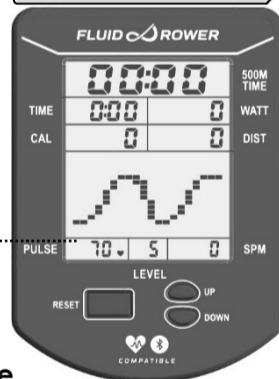 FLUID ROWER
00:00 500M TIME
TIME 0:00 0 WATT
CAL 0 0 DIST
PULSE 70 5 0 SPM
LEVEL
RESET UP
DOWN
COMPATIBLE
e